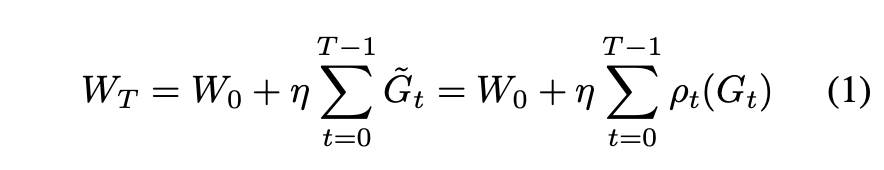 W_T = W_0 + η ∑_{t=0}^{T−1} G̃_t = W_0 + η ∑_{t=0}^{T−1} ρ_t(G_t) (1)